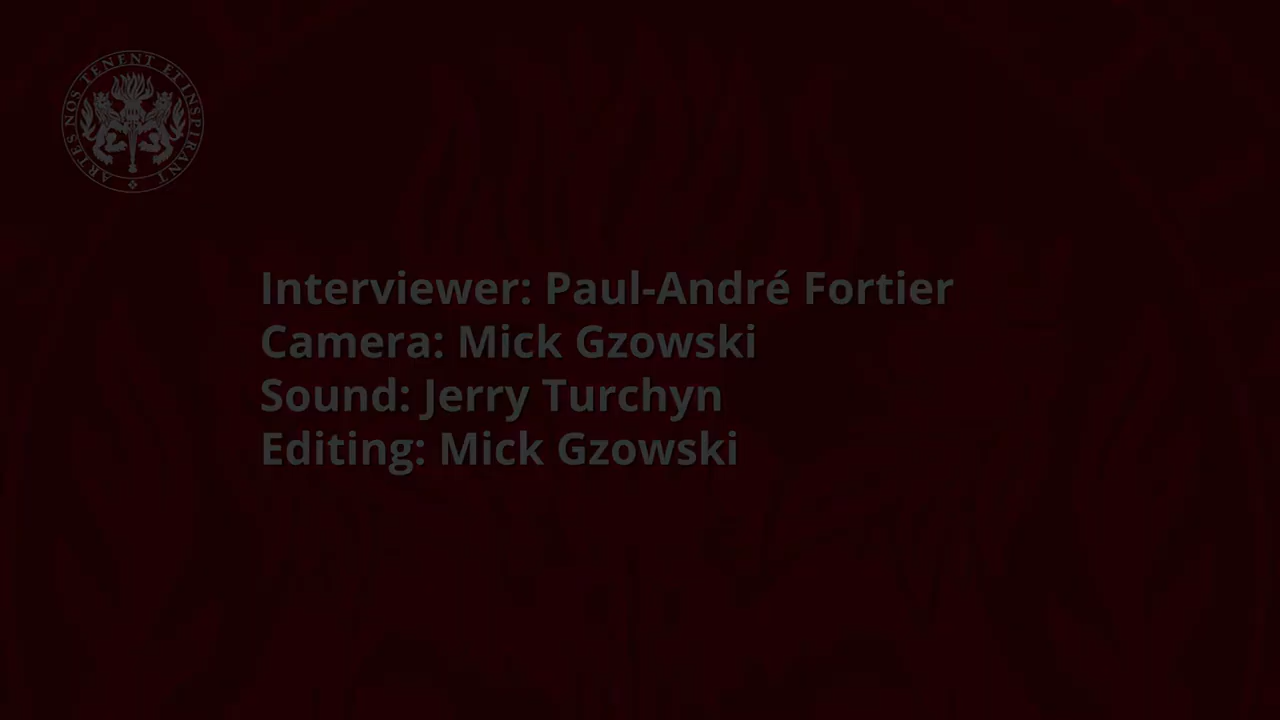 ARTES NOS TENENT ET INSPIRANT
Interviewer: Paul-André Fortier
Camera: Mick Gzowski
Sound: Jerry Turchyn
Editing: Mick Gzowski